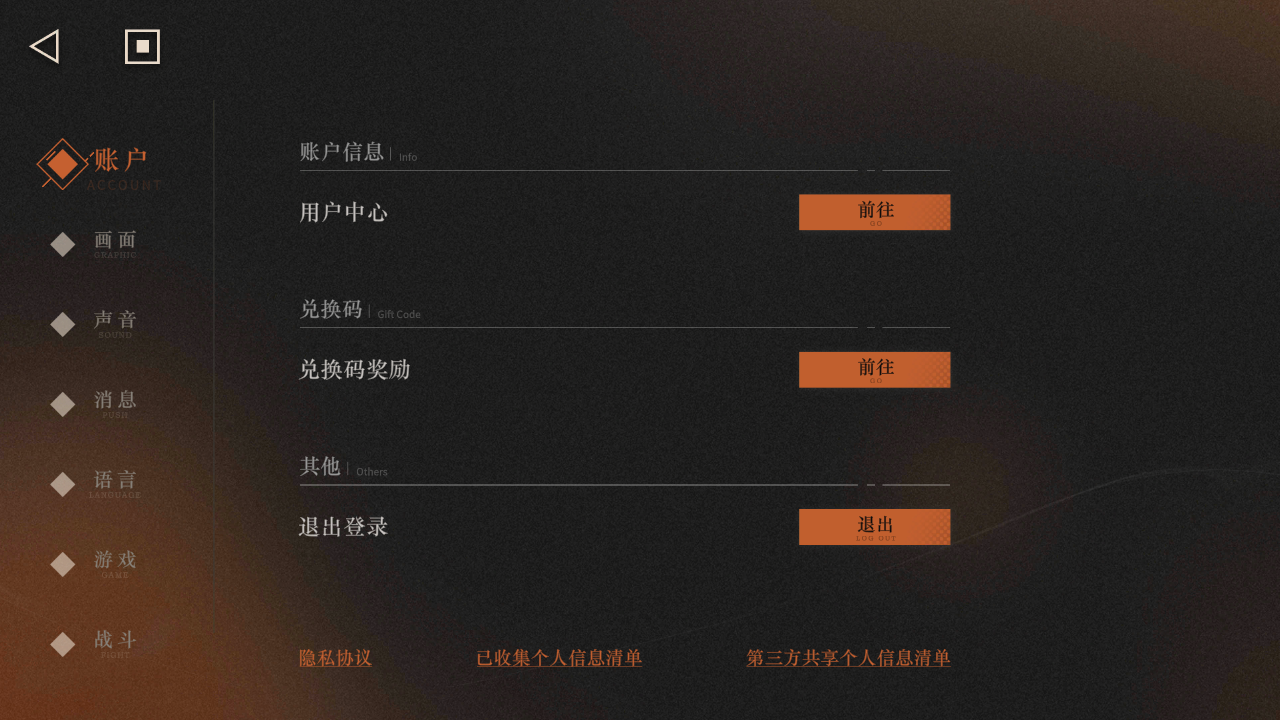 账户
ACCOUNT
画面
GRAPHIC
声音
SOUND
消息
PUSH
语言
LANGUAGE
游戏
GAME
战斗
FIGHT
账户信息 | Info
用户中心
前往
GO
兑换码 | Gift Code
兑换码奖励
前往
GO
其他 | Others
退出登录
退出
LOG OUT
隐私协议
已收集个人信息清单
第三方共享个人信息清单